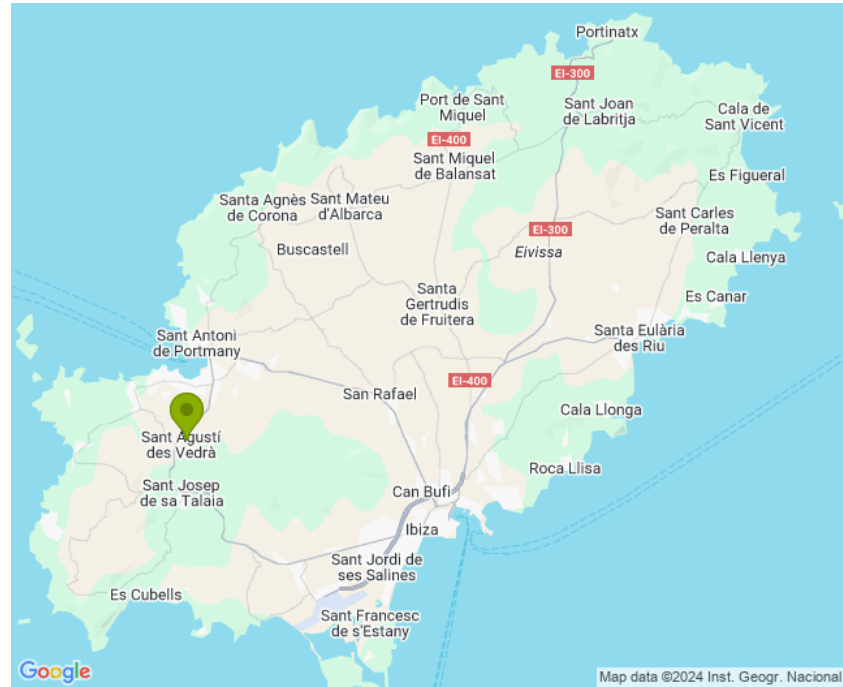 Portinatx
EI-300
Port de Sant
Miquel
Sant Joan
de Labritja
Cala de
Sant Vicent
EI-400
Sant Miquel
de Balansat
Es Figueral
Santa Agnès
de Corona
Sant Mateu
d'Albarca
Sant Carles
de Peralta
EI-300
Buscastell
Eivissa
Cala Llenya
Santa
Gertrudis
de Fruitera
Es Canar
Sant Antoni
de Portmany
Santa Eulària
des Riu
EI-400
San Rafael
Cala Llonga
Sant Agustí
des Vedrà
Roca Llisa
Sant Josep
de sa Talaia
Can Bufí
Ibiza
Sant Jordi de
ses Salines
Es Cubells
Sant Francesc
de s'Estany
Google
Map data ©2024 Inst. Geogr. Nacional